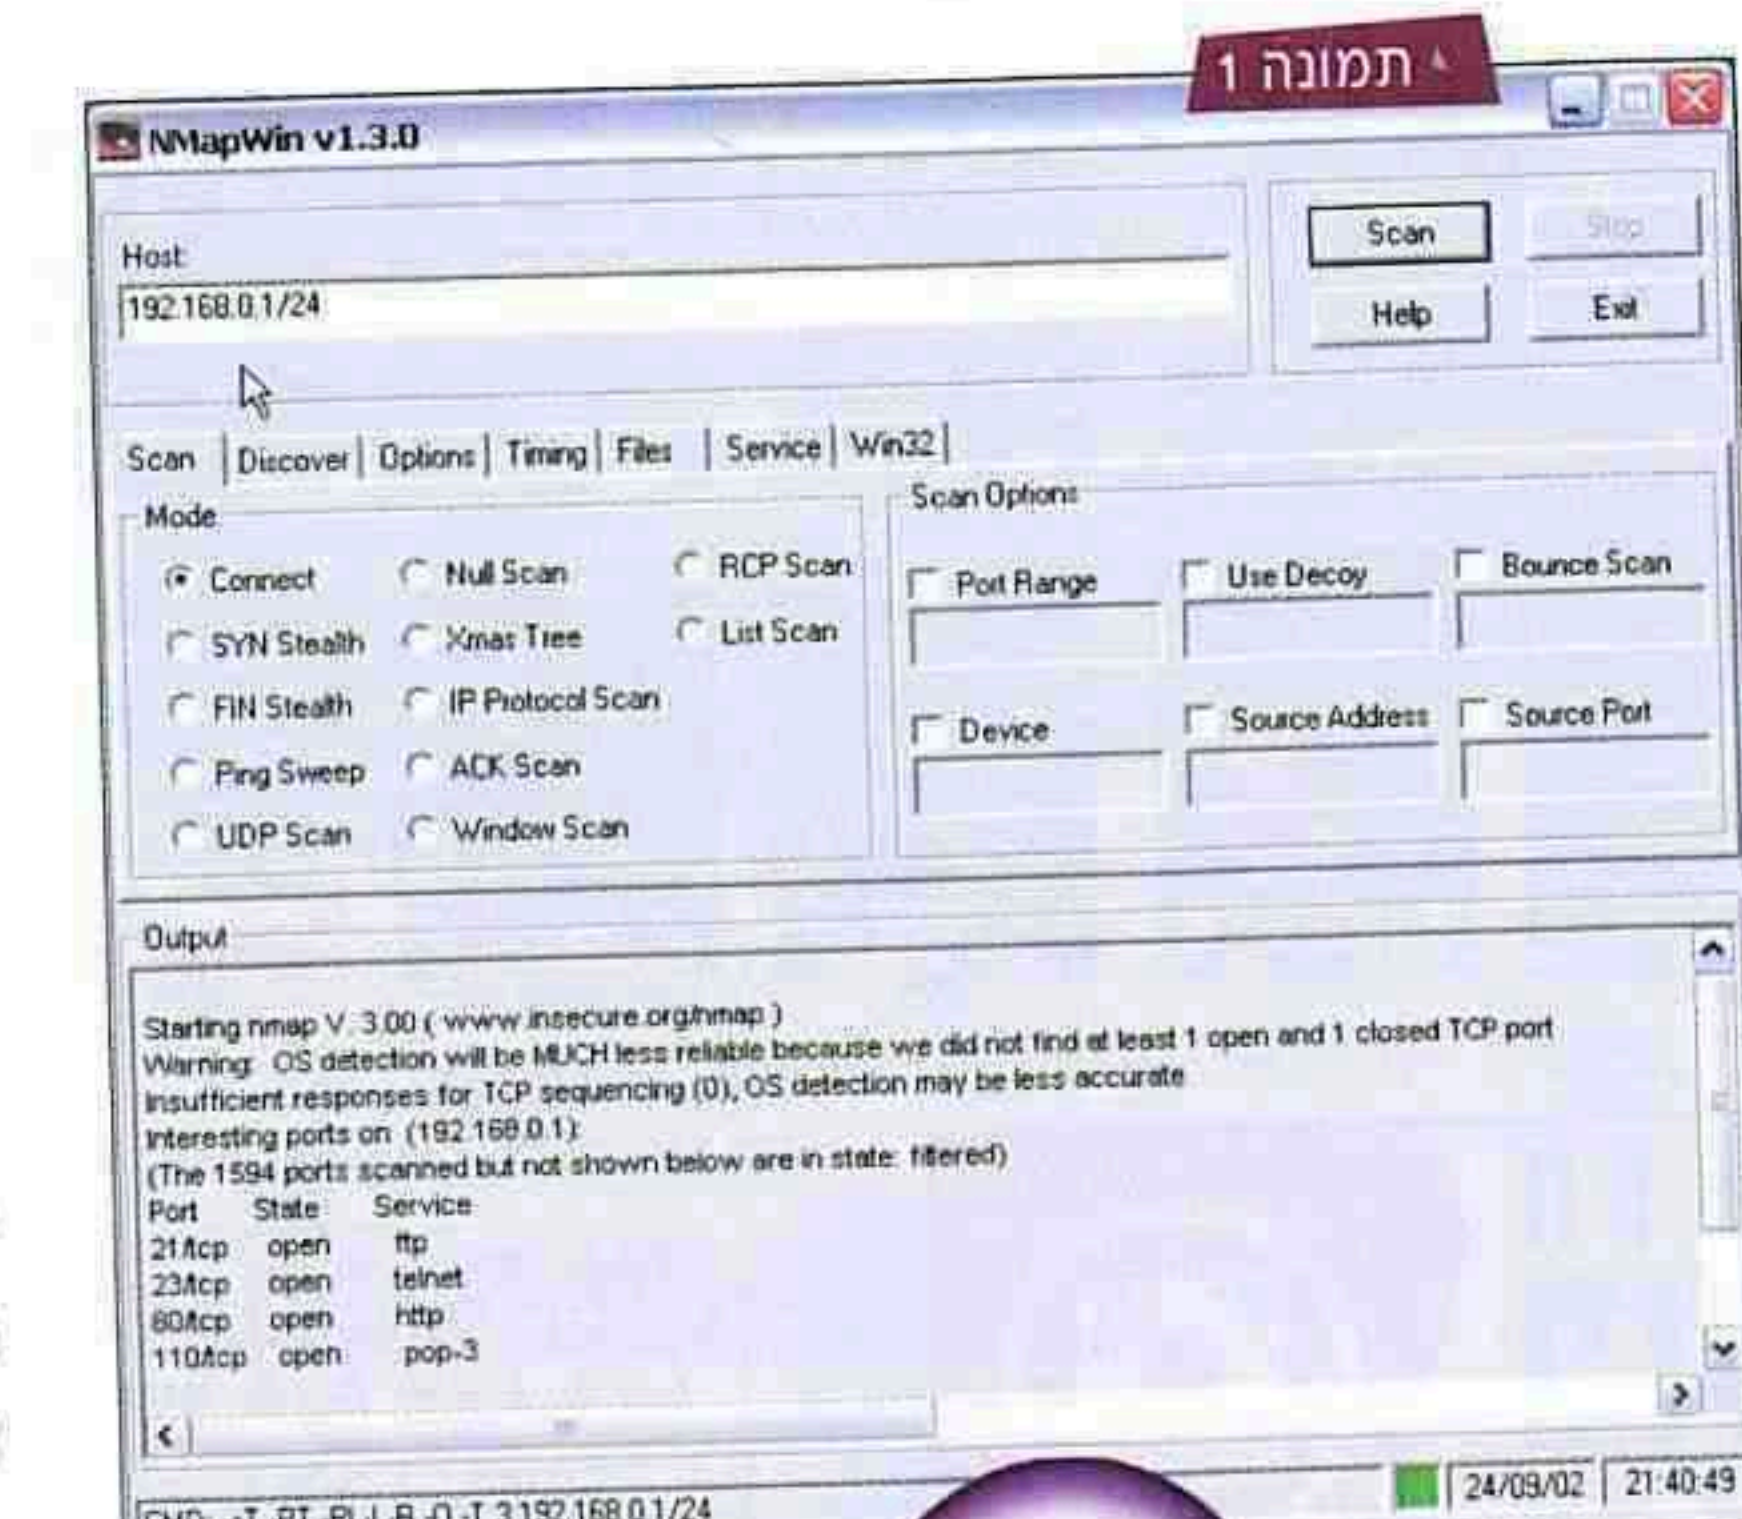 תמונה 1
NMapWin v1.3.0
Host:
192.168.0.1/24
Scan Stop
Help Exit
Scan Discover Options Timing Files Service Win32
Mode
Connect Null Scan RCP Scan
SYN Stealth Xmas Tree List Scan
FIN Stealth IP Protocol Scan
Ping Sweep ACK Scan
UDP Scan Window Scan
Scan Options
Port Range Use Decoy Bounce Scan
Device Source Address Source Port
Output
Starting nmap V. 3.00 ( www.insecure.org/nmap )
Warning: OS detection will be MUCH less reliable because we did not find at least 1 open and 1 closed TCP port
Insufficient responses for TCP sequencing (0), OS detection may be less accurate
Interesting ports on (192.168.0.1):
(The 1594 ports scanned but not shown below are in state: filtered)
Port State Service
21/tcp open ftp
23/tcp open telnet
80/tcp open http
110/tcp open pop-3
CMD: -T 3 192.168.0.1/24
24/09/02 21:40:49